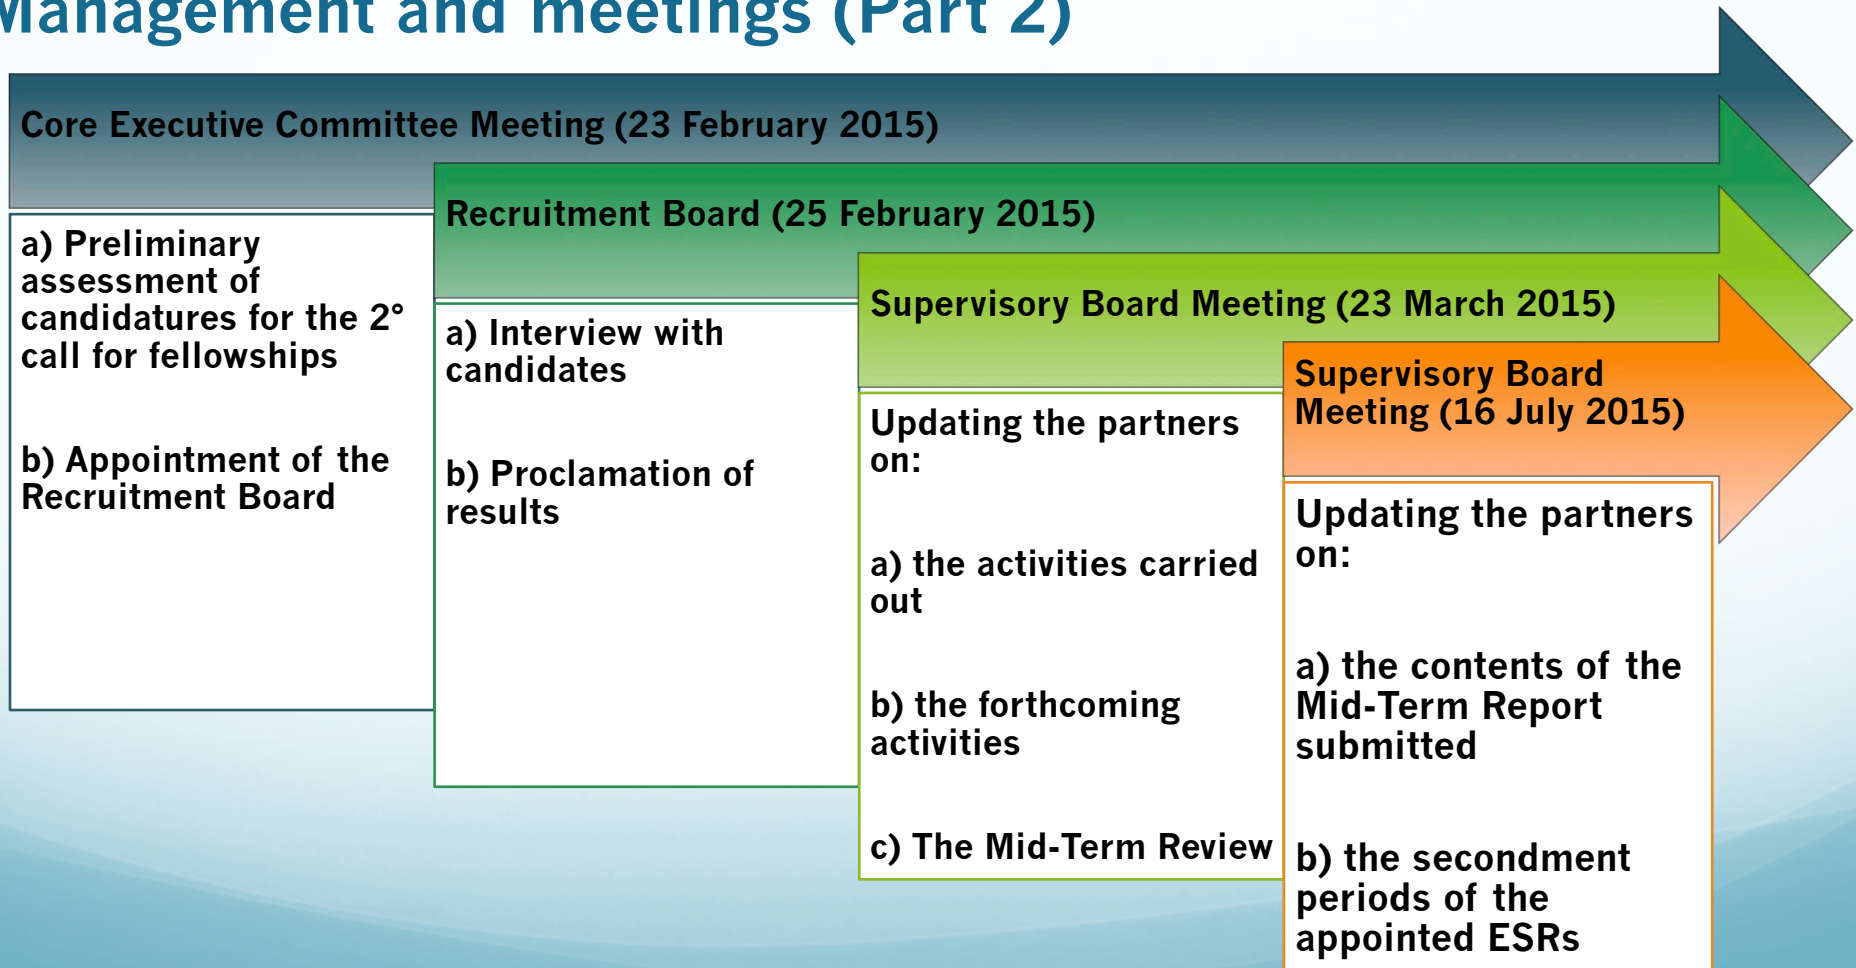 Management and meetings (Part 2)
Core Executive Committee Meeting (23 February 2015)
a) Preliminary
assessment of
candidatures for the 2°
call for fellowships
b) Appointment of the
Recruitment Board
Recruitment Board (25 February 2015)
a) Interview with
candidates
b) Proclamation of
results
Supervisory Board Meeting (23 March 2015)
Updating the partners
on:
a) the activities carried
out
b) the forthcoming
activities
c) The Mid-Term Review
Supervisory Board
Meeting (16 July 2015)
Updating the partners
on:
a) the contents of the
Mid-Term Report
submitted
b) the secondment
periods of the
appointed ESRs